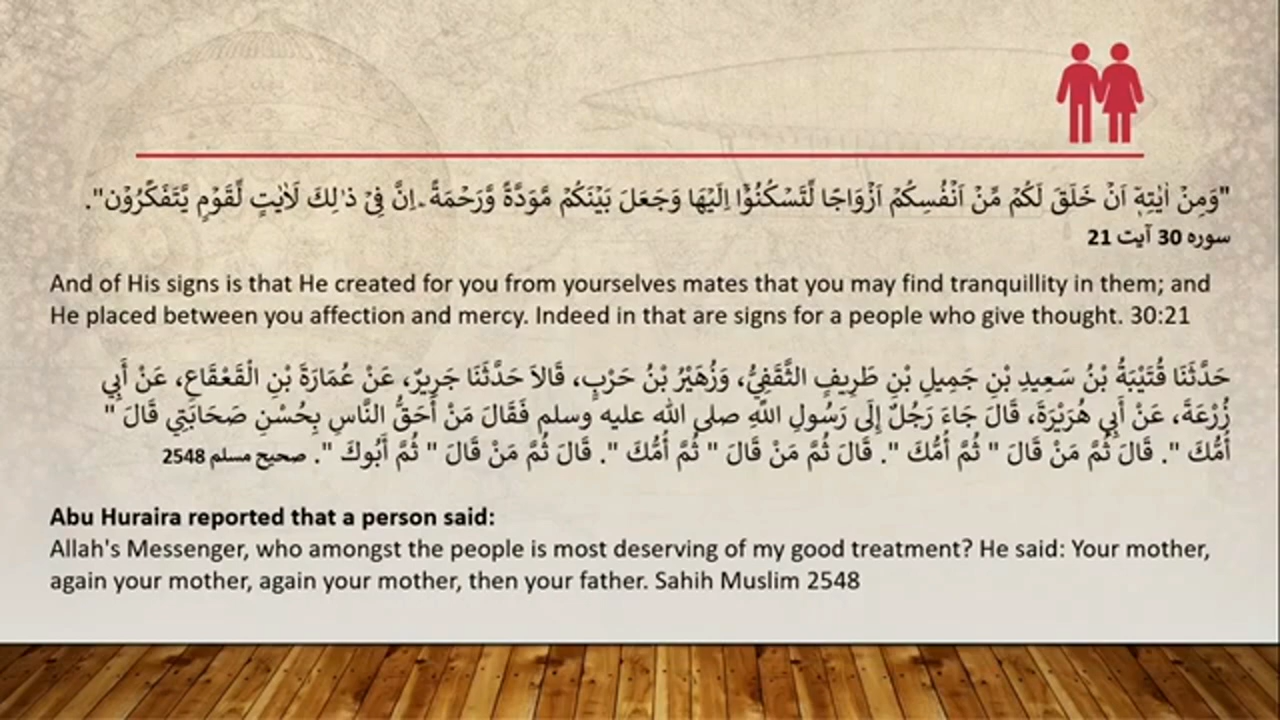 "وَمِنْ اٰيٰتِهٖۤ اَنْ خَلَقَ لَكُمْ مِّنْ اَنْفُسِكُمْ اَزْوَاجًا لِّتَسْكُنُوْۤا اِلَيْهَا وَجَعَلَ بَيْنَكُمْ مَّوَدَّةً وَّرَحْمَةً ؕ اِنَّ فِىْ ذٰ لِكَ لَاٰيٰتٍ لِّقَوْمٍ يَّتَفَكَّرُوْن".
سوره 30 آيت 21
And of His signs is that He created for you from yourselves mates that you may find tranquillity in them; and
He placed between you affection and mercy. Indeed in that are signs for a people who give thought. 30:21
حَدَّثَنَا قُتَيْبَةُ بْنُ سَعِيدِ بْنِ جَمِيلِ بْنِ طَرِيفٍ الثَّقَفِيُّ، وَزُهَيْرُ بْنُ حَرْبٍ، قَالاَ حَدَّثَنَا جَرِيرٌ، عَنْ عُمَارَةَ بْنِ الْقَعْقَاعِ، عَنْ أَبِي
زُرْعَةَ، عَنْ أَبِي هُرَيْرَةَ، قَالَ جَاءَ رَجُلٌ إِلَى رَسُولِ اللَّهِ صلى الله عليه وسلم فَقَالَ مَنْ أَحَقُّ النَّاسِ بِحُسْنِ صَحَابَتِي قَالَ "
أُمُّكَ ". قَالَ ثُمَّ مَنْ قَالَ " ثُمَّ أُمُّكَ ". قَالَ ثُمَّ مَنْ قَالَ " ثُمَّ أُمُّكَ ". قَالَ ثُمَّ مَنْ قَالَ " ثُمَّ أَبُوكَ ". صحيح مسلم 2548
Abu Huraira reported that a person said:
Allah's Messenger, who amongst the people is most deserving of my good treatment? He said: Your mother,
again your mother, again your mother, then your father. Sahih Muslim 2548